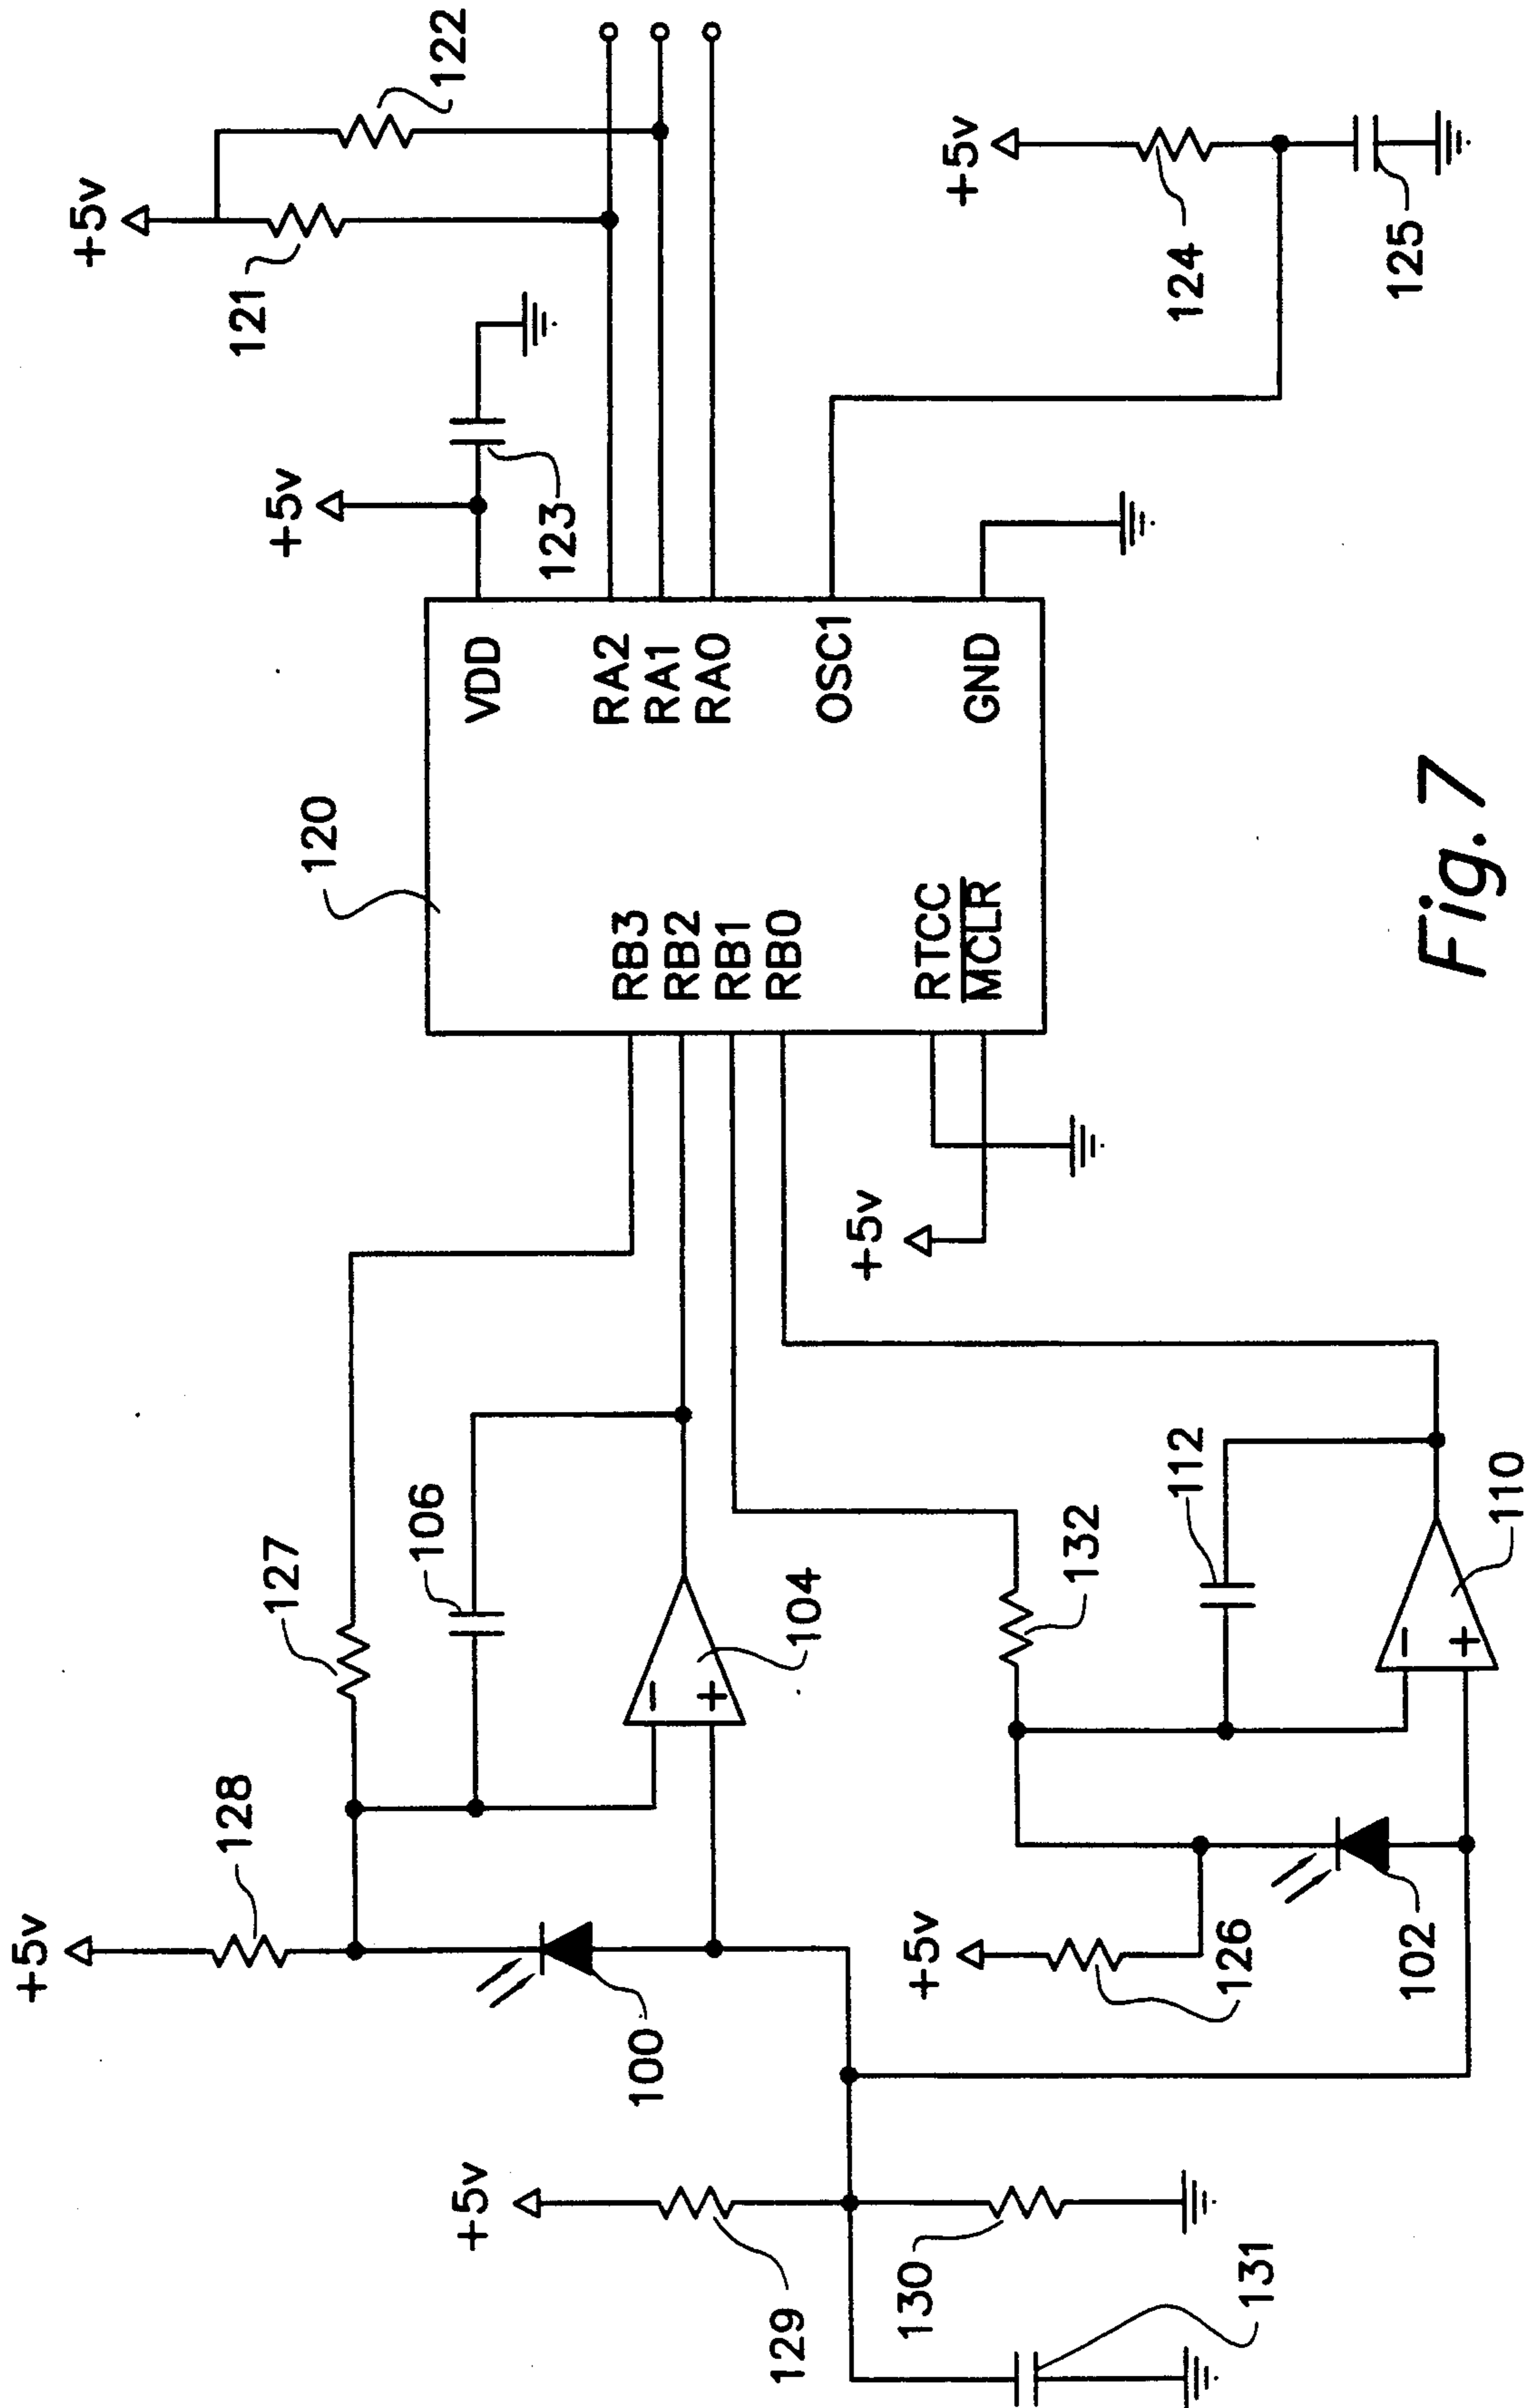 +5v
+5v
128
121
127
+5v
120
106
122
+5v
VDD
123
RB3 RA2
100
RB2 RA1
−
+
RB1 RA0
RB0
129
104
OSC1
+5v
130
+5v
RTCC
+5v
MCLR GND
132
112
124
126
131
−
+
125
102
110
Fig. 7